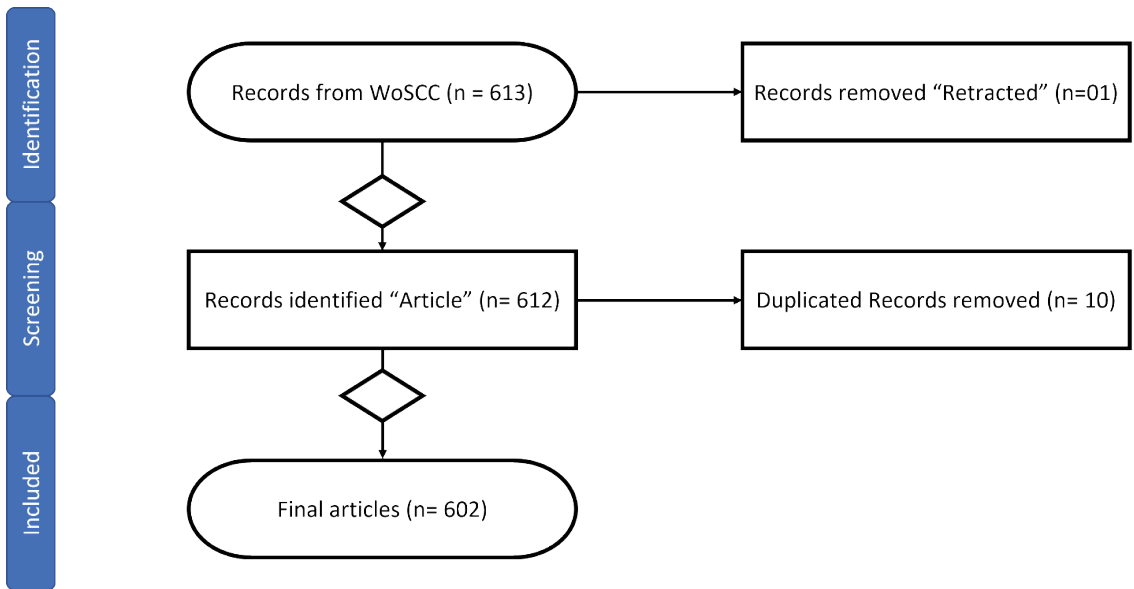 Identification
Records from WoSCC (n = 613)
Records removed “Retracted” (n=01)
Screening
Records identified “Article” (n= 612)
Duplicated Records removed (n= 10)
Included
Final articles (n= 602)